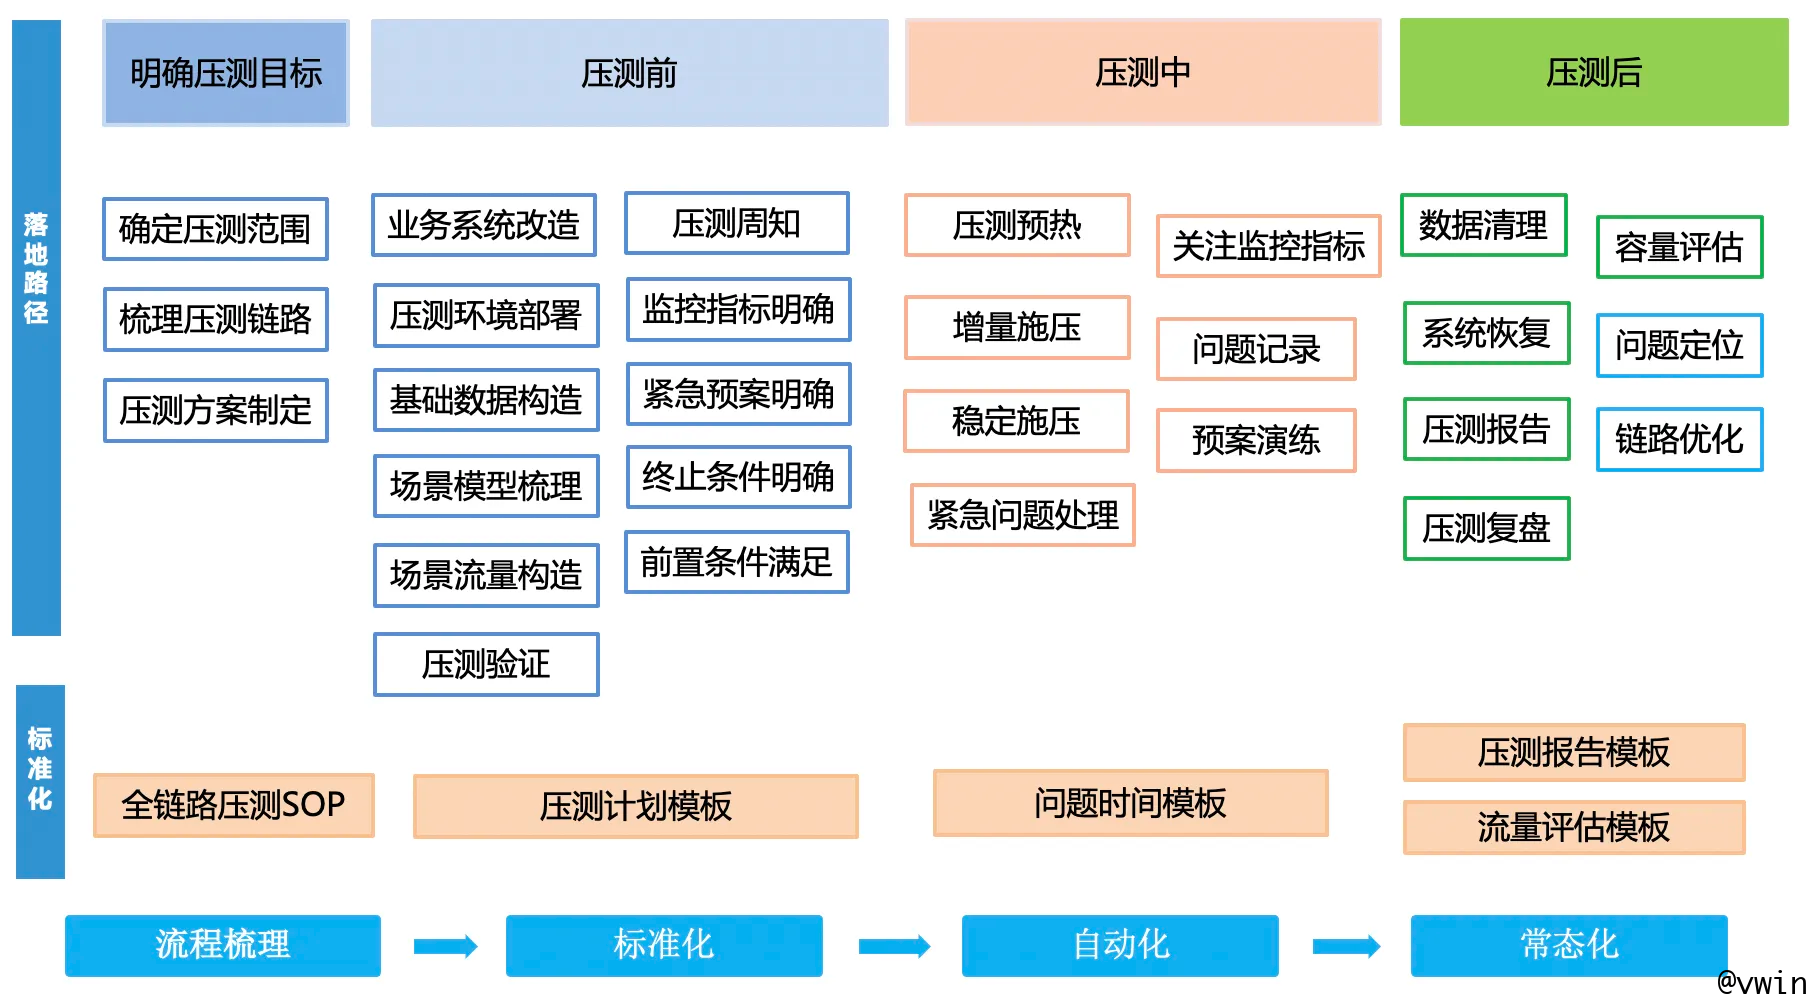 明确压测目标
压测前
压测中
压测后
落地路径
确定压测范围
梳理压测链路
压测方案制定
业务系统改造
压测环境部署
基础数据构造
场景模型梳理
场景流量构造
压测验证
压测周知
监控指标明确
紧急预案明确
终止条件明确
前置条件满足
压测预热
增量施压
稳定施压
紧急问题处理
关注监控指标
问题记录
预案演练
数据清理
系统恢复
压测报告
压测复盘
容量评估
问题定位
链路优化
标准化
全链路压测SOP
压测计划模板
问题时间模板
压测报告模板
流量评估模板
流程梳理
标准化
自动化
常态化
@vwin